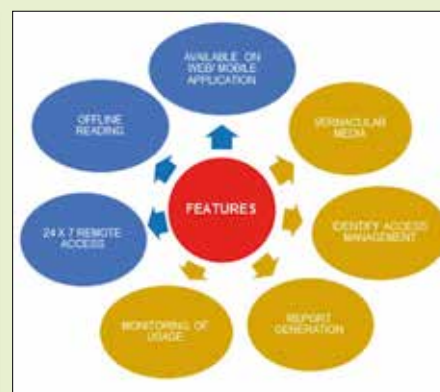 AVAILABLE ON
WEB/ MOBILE
APPLICATION
OFFLINE
READING
VERNACULAR
MEDIA
FEATURES
24 X 7 REMOTE
ACCESS
IDENTIFY ACCESS
MANAGEMENT
MONITORING OF
USAGE
REPORT
GENERATION